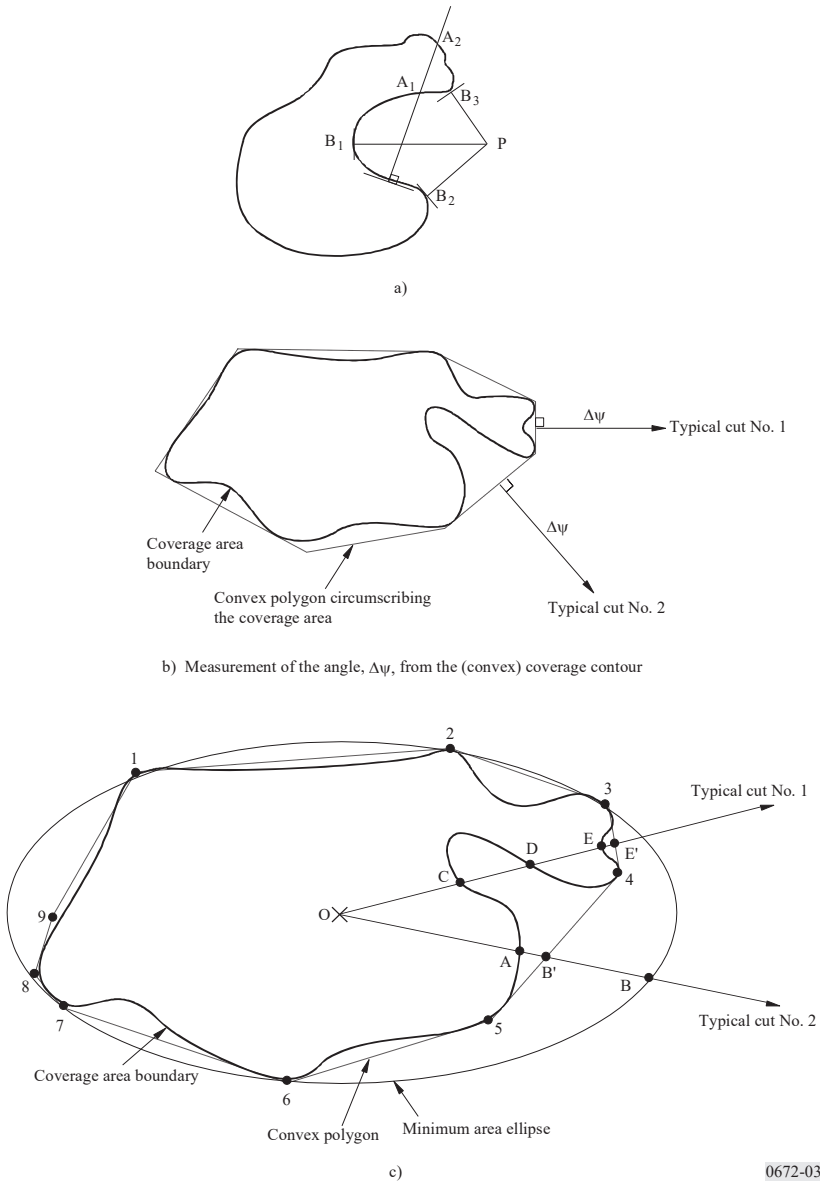 A2
A1
B3
B1
P
B2
a)
Δψ
Typical cut No. 1
Δψ
Coverage area
boundary
Convex polygon circumscribing
the coverage area
Typical cut No. 2
b) Measurement of the angle, Δψ, from the (convex) coverage contour
2
1
3
Typical cut No. 1
E
E'
D
C
4
O
9
A
B'
B
8
7
5
Typical cut No. 2
Coverage area boundary
6
Convex polygon
Minimum area ellipse
c)
0672-03